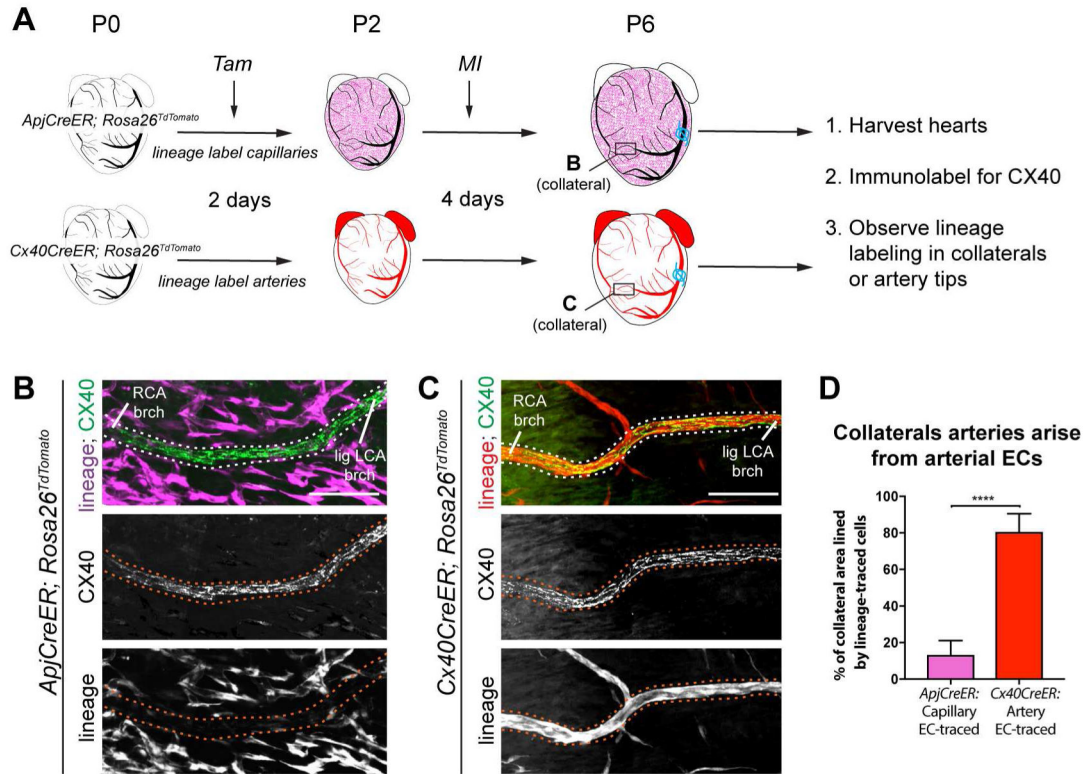 A
P0
P2
P6
Tam
MI
ApjCreER; Rosa26TdTomato
lineage label capillaries
B
(collateral)
2 days
4 days
Cx40CreER; Rosa26TdTomato
lineage label arteries
C
(collateral)
1. Harvest hearts
2. Immunolabel for CX40
3. Observe lineage
labeling in collaterals
or artery tips
B
ApjCreER; Rosa26TdTomato
lineage; CX40
RCA
brch
lig LCA
brch
CX40
lineage
C
Cx40CreER; Rosa26TdTomato
lineage; CX40
RCA
brch
lig LCA
brch
CX40
lineage
D
Collaterals arteries arise
from arterial ECs
% of collateral area lined
by lineage-traced cells
100
80
60
40
20
0
****
ApjCreER:
Capillary
EC-traced
Cx40CreER:
Artery
EC-traced